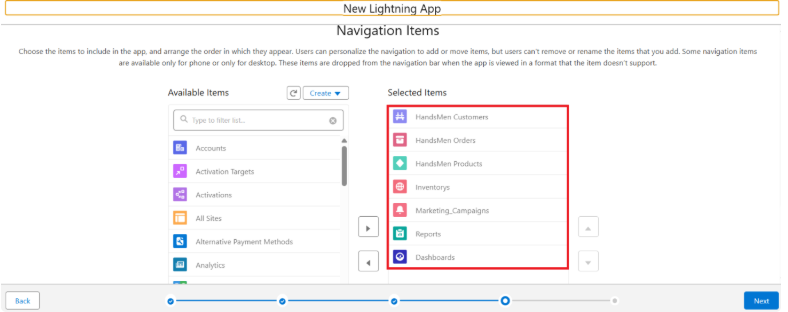 New Lightning App
Navigation Items
Choose the items to include in the app, and arrange the order in which they appear. Users can personalize the navigation to add or move items, but users can't remove or rename the items that you add. Some navigation items
are available only for phone or only for desktop. These items are dropped from the navigation bar when the app is viewed in a format that the item doesn't support.
Available Items
Create
Type to filter list...
Accounts
Activation Targets
Activations
All Sites
Alternative Payment Methods
Analytics
Selected Items
HandsMen Customers
HandsMen Orders
HandsMen Products
Inventorys
Marketing_Campaigns
Reports
Dashboards
Back
Next